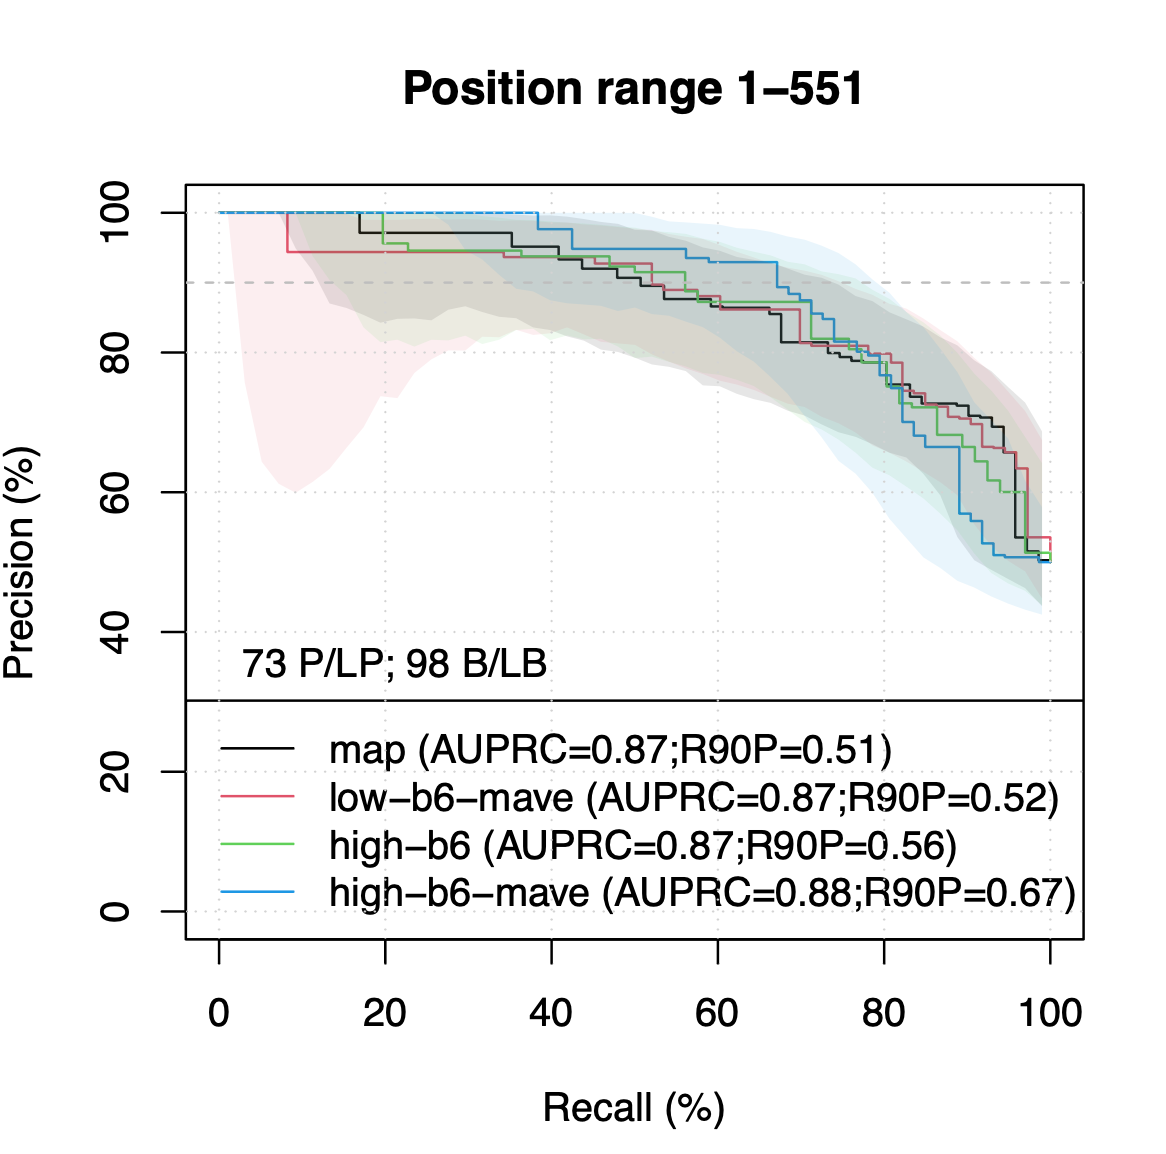 Position range 1–551
Precision (%)
100
80
60
40
20
0
73 P/LP; 98 B/LB
map (AUPRC=0.87;R90P=0.51)
low−b6−mave (AUPRC=0.87;R90P=0.52)
high−b6 (AUPRC=0.87;R90P=0.56)
high−b6−mave (AUPRC=0.88;R90P=0.67)
0 20 40 60 80 100
Recall (%)